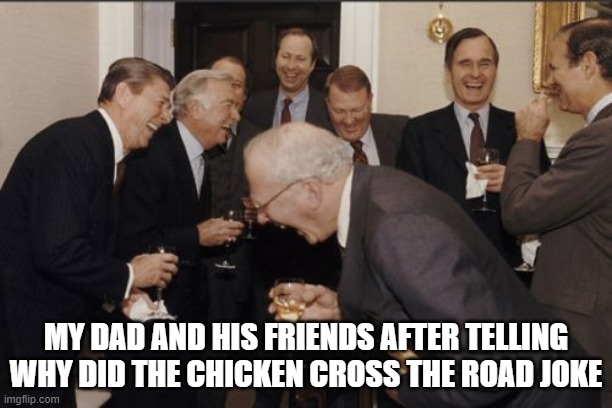 MY DAD AND HIS FRIENDS AFTER TELLING
WHY DID THE CHICKEN CROSS THE ROAD JOKE
imgflip.com